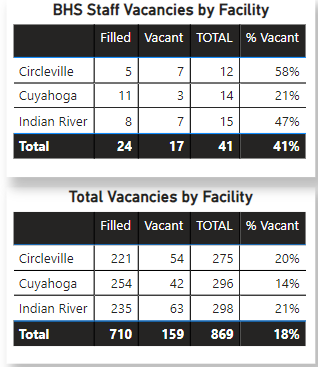 BHS Staff Vacancies by Facility
Filled Vacant TOTAL % Vacant
Circleville 5 7 12 58%
Cuyahoga 11 3 14 21%
Indian River 8 7 15 47%
Total 24 17 41 41%
Total Vacancies by Facility
Filled Vacant TOTAL % Vacant
Circleville 221 54 275 20%
Cuyahoga 254 42 296 14%
Indian River 235 63 298 21%
Total 710 159 869 18%